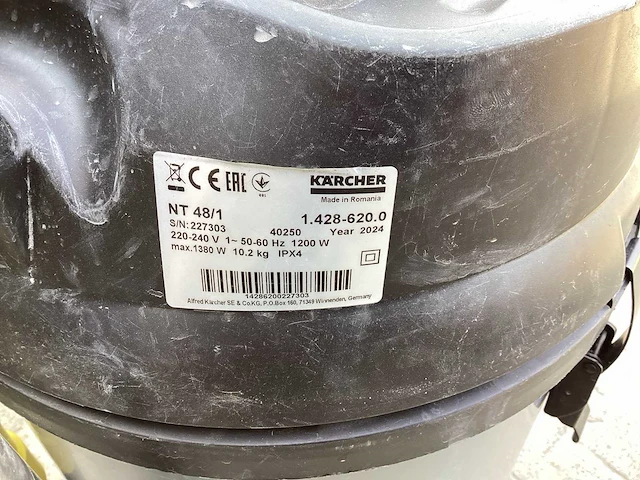 CE EAC
KÄRCHER
Made in Romania
NT 48/1 1.428-620.0
S/N:227303 40250 Year 2024
220-240 V 1~ 50-60 Hz 1200 W
max.1380 W 10.2 kg IPX4
14286200227303
Alfred Kärcher SE & Co.KG, P.O.Box 160, 71349 Winnenden, Germany